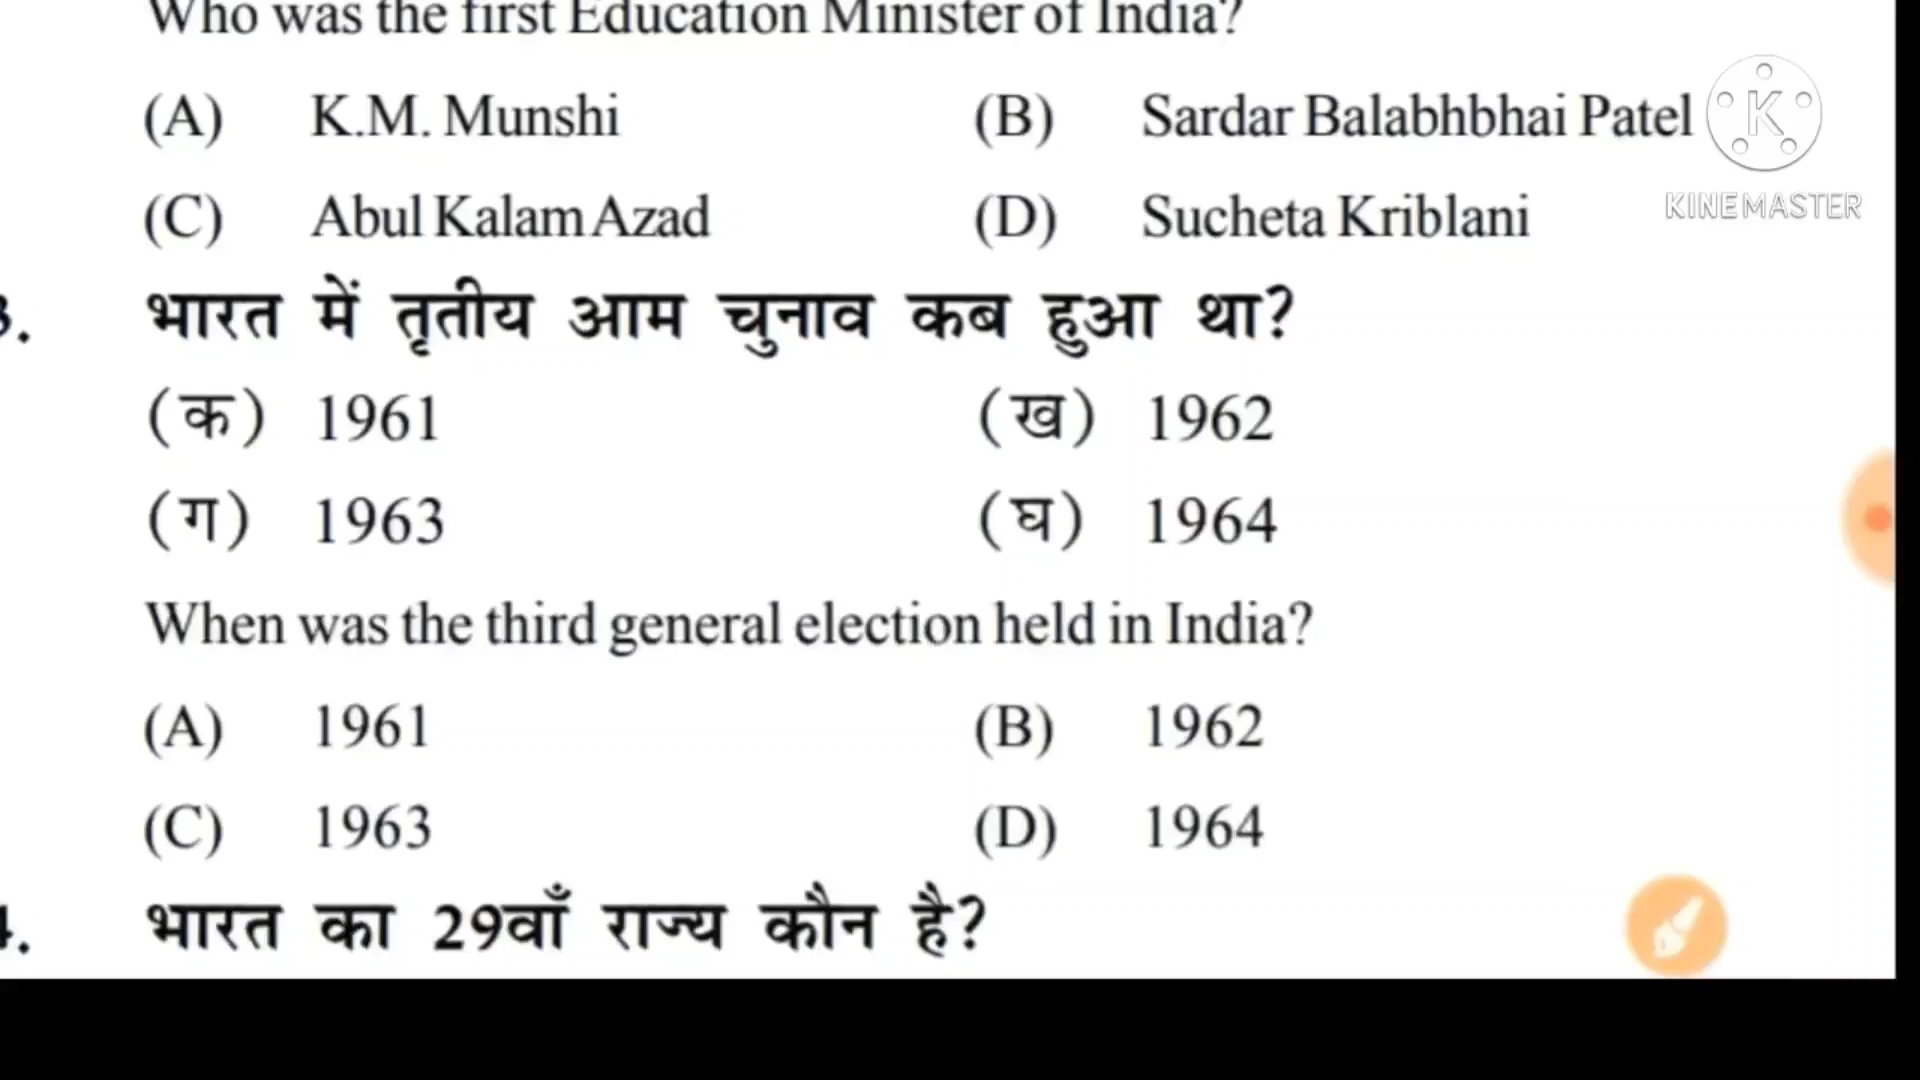 Who was the first Education Minister of India?
(A) K.M. Munshi (B) Sardar Balabhbhai Patel
(C) Abul Kalam Azad (D) Sucheta Kriblani
3. भारत में तृतीय आम चुनाव कब हुआ था?
(क) 1961 (ख) 1962
(ग) 1963 (घ) 1964
When was the third general election held in India?
(A) 1961 (B) 1962
(C) 1963 (D) 1964
4. भारत का 29वाँ राज्य कौन है?
K
KINEMASTER